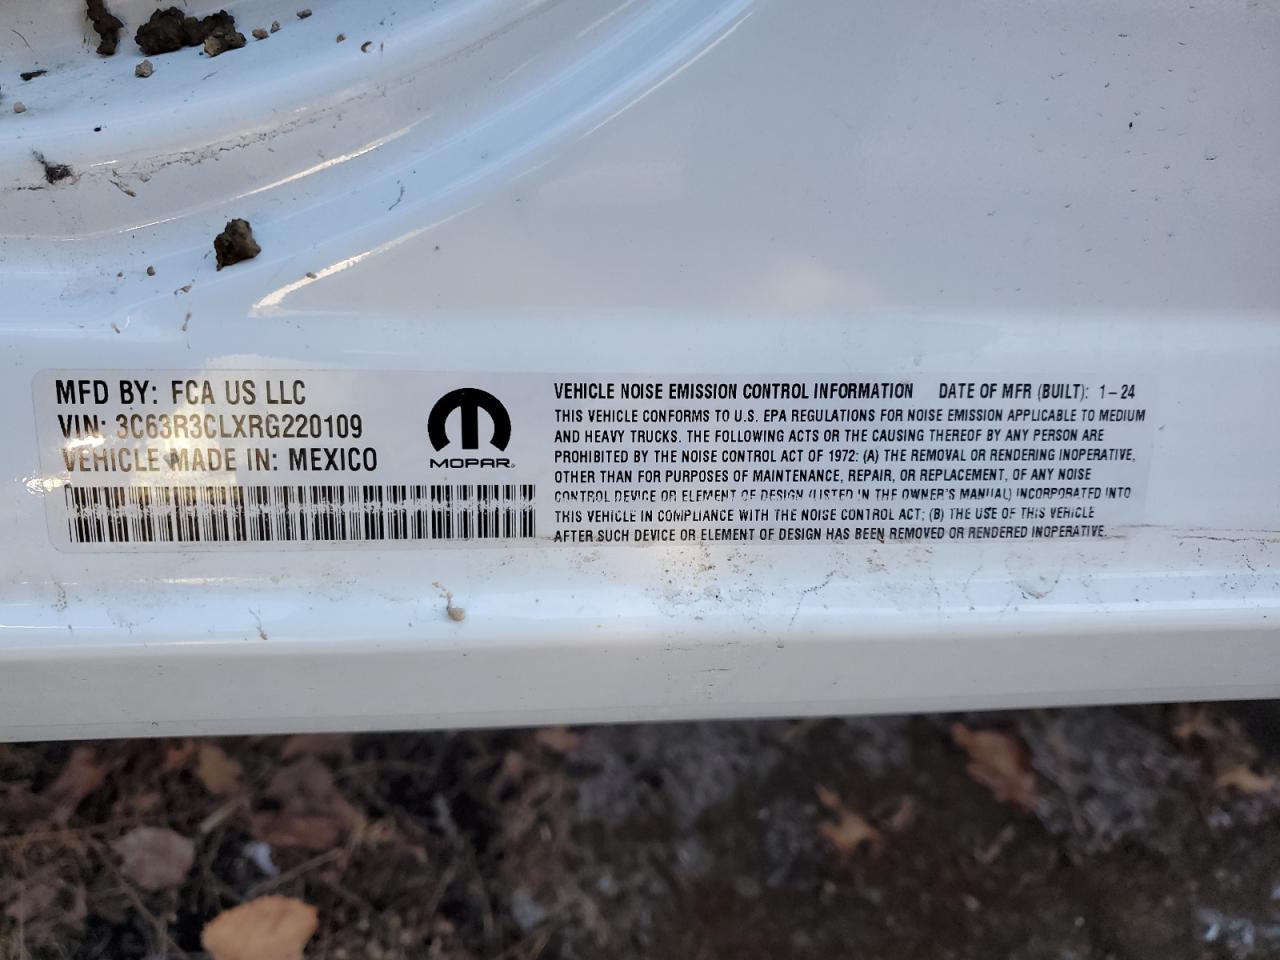 MFD BY: FCA US LLC
VIN: 3C63R3CLXRG220109
VEHICLE MADE IN: MEXICO
MOPAR
VEHICLE NOISE EMISSION CONTROL INFORMATION DATE OF MFR (BUILT): 1-24
THIS VEHICLE CONFORMS TO U.S. EPA REGULATIONS FOR NOISE EMISSION APPLICABLE TO MEDIUM
AND HEAVY TRUCKS. THE FOLLOWING ACTS OR THE CAUSING THEREOF BY ANY PERSON ARE
PROHIBITED BY THE NOISE CONTROL ACT OF 1972: (A) THE REMOVAL OR RENDERING INOPERATIVE,
OTHER THAN FOR PURPOSES OF MAINTENANCE, REPAIR, OR REPLACEMENT, OF ANY NOISE
CONTROL DEVICE OR ELEMENT OF DESIGN (LISTED IN THE OWNER'S MANUAL) INCORPORATED INTO
THIS VEHICLE IN COMPLIANCE WITH THE NOISE CONTROL ACT; (B) THE USE OF THIS VEHICLE
AFTER SUCH DEVICE OR ELEMENT OF DESIGN HAS BEEN REMOVED OR RENDERED INOPERATIVE.